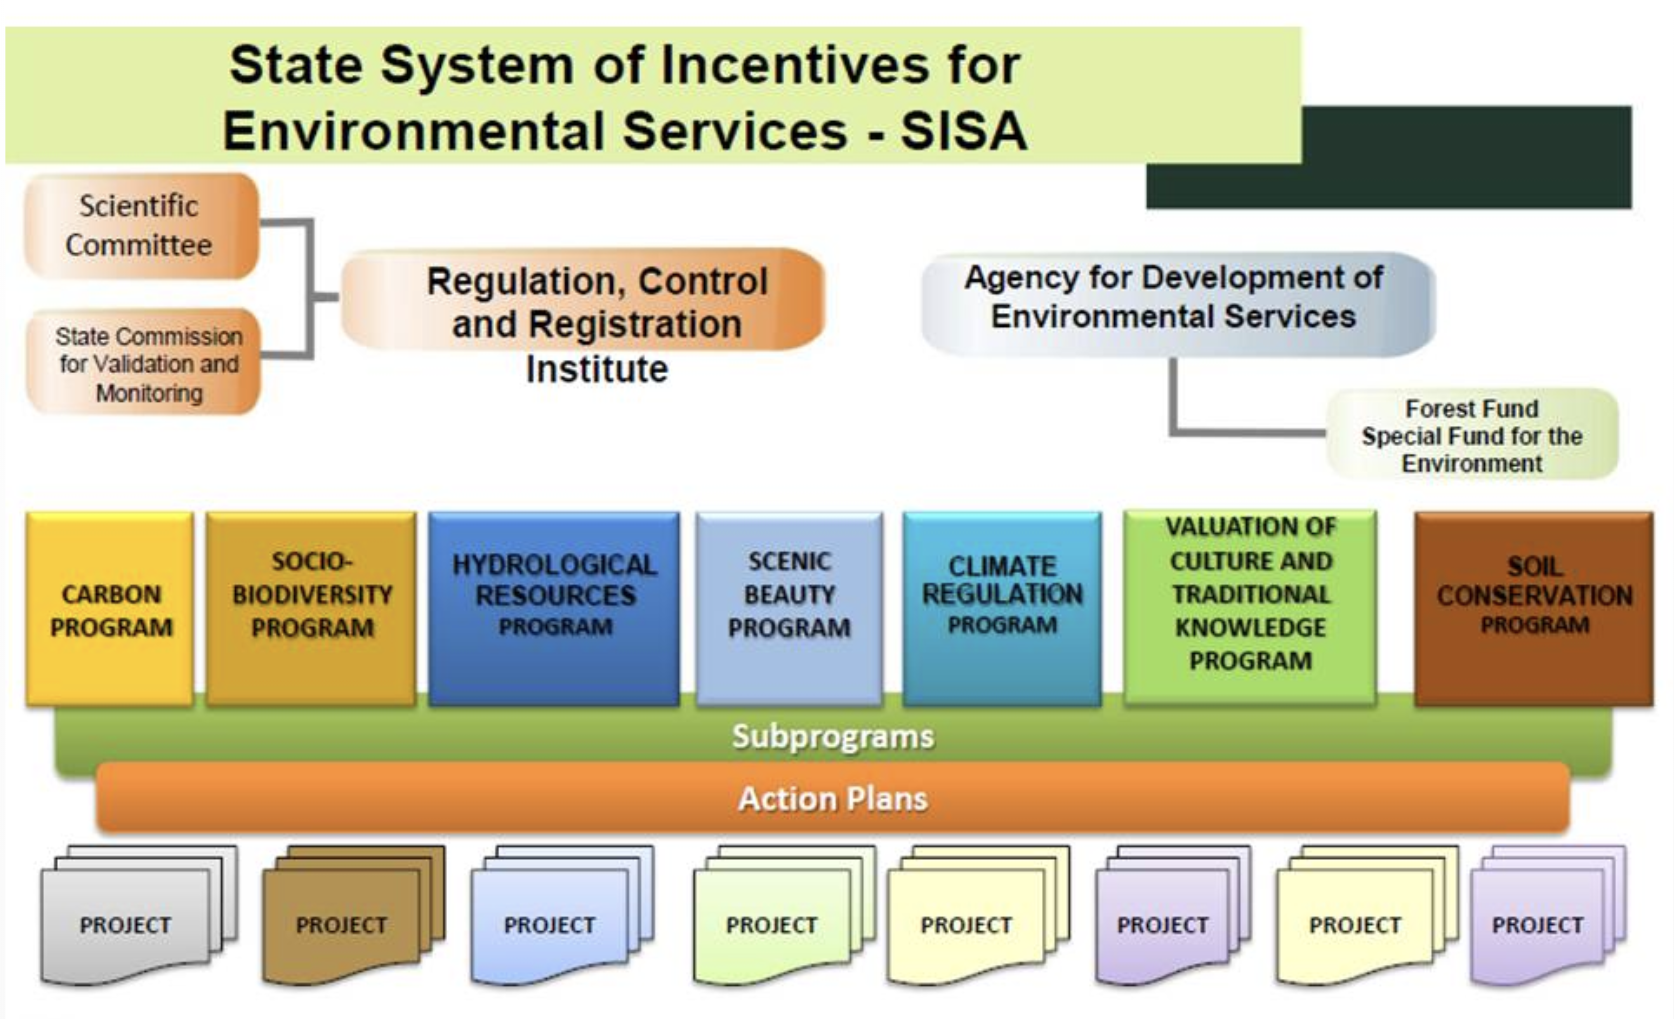 State System of Incentives for
Environmental Services - SISA
Scientific
Committee
State Commission
for Validation and
Monitoring
Regulation, Control
and Registration
Institute
Agency for Development of
Environmental Services
Forest Fund
Special Fund for the
Environment
CARBON
PROGRAM
SOCIO-
BIODIVERSITY
PROGRAM
HYDROLOGICAL
RESOURCES
PROGRAM
SCENIC
BEAUTY
PROGRAM
CLIMATE
REGULATION
PROGRAM
VALUATION OF
CULTURE AND
TRADITIONAL
KNOWLEDGE
PROGRAM
SOIL
CONSERVATION
PROGRAM
Subprograms
Action Plans
PROJECT
PROJECT
PROJECT
PROJECT
PROJECT
PROJECT
PROJECT
PROJECT